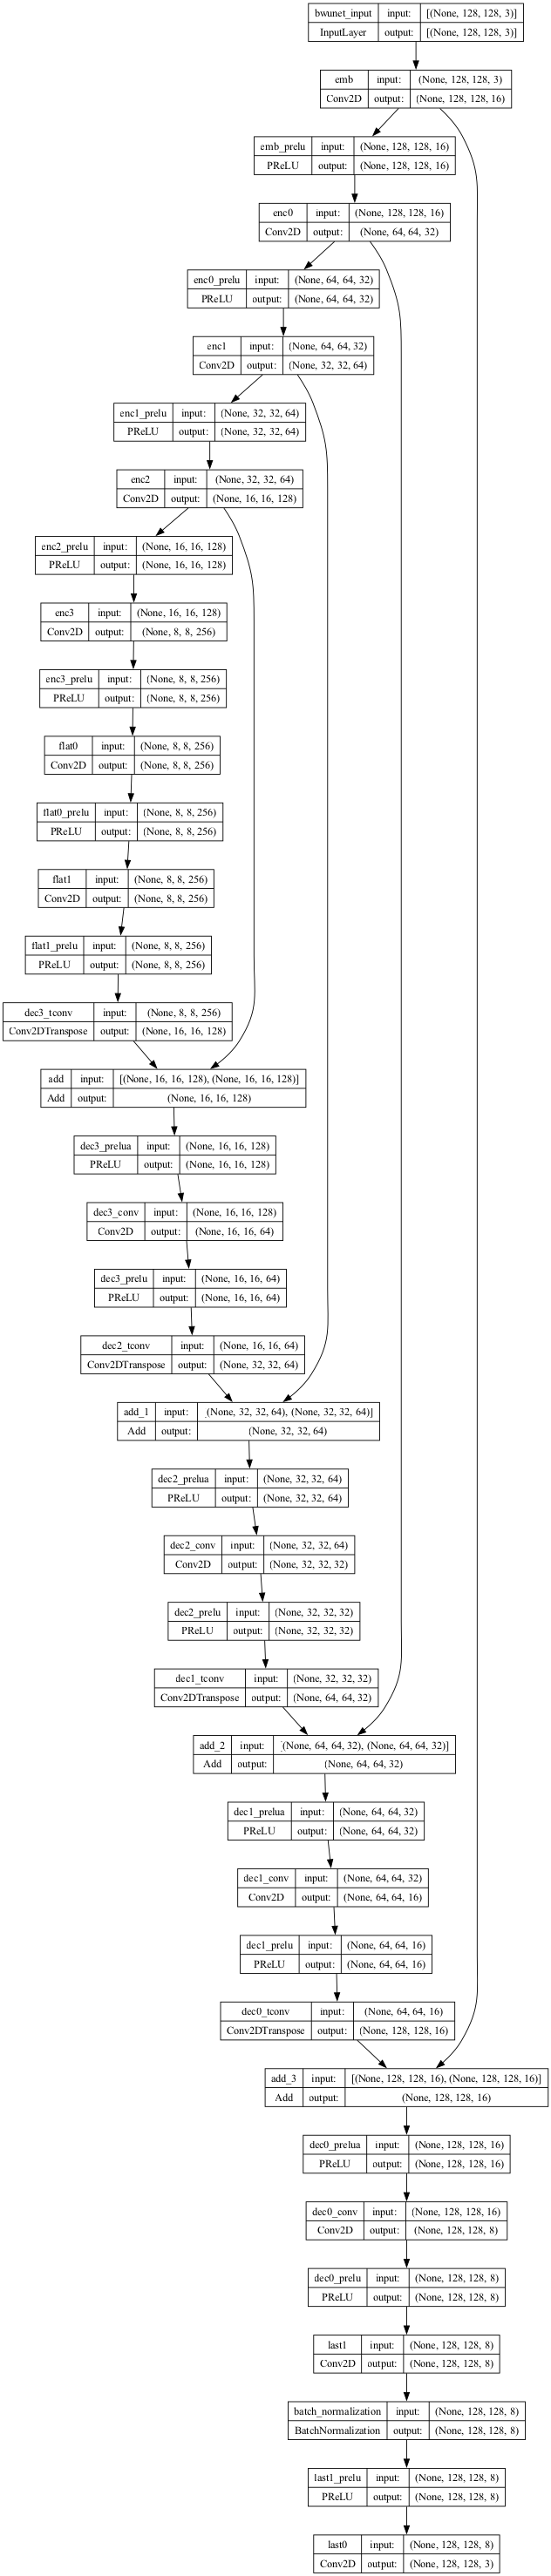 bwunet_input input: [(None, 128, 128, 3)]
InputLayer output: [(None, 128, 128, 3)]
emb input: (None, 128, 128, 3)
Conv2D output: (None, 128, 128, 16)
emb_prelu input: (None, 128, 128, 16)
PReLU output: (None, 128, 128, 16)
enc0 input: (None, 128, 128, 16)
Conv2D output: (None, 64, 64, 32)
enc0_prelu input: (None, 64, 64, 32)
PReLU output: (None, 64, 64, 32)
enc1 input: (None, 64, 64, 32)
Conv2D output: (None, 32, 32, 64)
enc1_prelu input: (None, 32, 32, 64)
PReLU output: (None, 32, 32, 64)
enc2 input: (None, 32, 32, 64)
Conv2D output: (None, 16, 16, 128)
enc2_prelu input: (None, 16, 16, 128)
PReLU output: (None, 16, 16, 128)
enc3 input: (None, 16, 16, 128)
Conv2D output: (None, 8, 8, 256)
enc3_prelu input: (None, 8, 8, 256)
PReLU output: (None, 8, 8, 256)
flat0 input: (None, 8, 8, 256)
Conv2D output: (None, 8, 8, 256)
flat0_prelu input: (None, 8, 8, 256)
PReLU output: (None, 8, 8, 256)
flat1 input: (None, 8, 8, 256)
Conv2D output: (None, 8, 8, 256)
flat1_prelu input: (None, 8, 8, 256)
PReLU output: (None, 8, 8, 256)
dec3_tconv input: (None, 8, 8, 256)
Conv2DTranspose output: (None, 16, 16, 128)
add input: [(None, 16, 16, 128), (None, 16, 16, 128)]
Add output: (None, 16, 16, 128)
dec3_prelua input: (None, 16, 16, 128)
PReLU output: (None, 16, 16, 128)
dec3_conv input: (None, 16, 16, 128)
Conv2D output: (None, 16, 16, 64)
dec3_prelu input: (None, 16, 16, 64)
PReLU output: (None, 16, 16, 64)
dec2_tconv input: (None, 16, 16, 64)
Conv2DTranspose output: (None, 32, 32, 64)
add_1 input: [(None, 32, 32, 64), (None, 32, 32, 64)]
Add output: (None, 32, 32, 64)
dec2_prelua input: (None, 32, 32, 64)
PReLU output: (None, 32, 32, 64)
dec2_conv input: (None, 32, 32, 64)
Conv2D output: (None, 32, 32, 32)
dec2_prelu input: (None, 32, 32, 32)
PReLU output: (None, 32, 32, 32)
dec1_tconv input: (None, 32, 32, 32)
Conv2DTranspose output: (None, 64, 64, 32)
add_2 input: [(None, 64, 64, 32), (None, 64, 64, 32)]
Add output: (None, 64, 64, 32)
dec1_prelua input: (None, 64, 64, 32)
PReLU output: (None, 64, 64, 32)
dec1_conv input: (None, 64, 64, 32)
Conv2D output: (None, 64, 64, 16)
dec1_prelu input: (None, 64, 64, 16)
PReLU output: (None, 64, 64, 16)
dec0_tconv input: (None, 64, 64, 16)
Conv2DTranspose output: (None, 128, 128, 16)
add_3 input: [(None, 128, 128, 16), (None, 128, 128, 16)]
Add output: (None, 128, 128, 16)
dec0_prelua input: (None, 128, 128, 16)
PReLU output: (None, 128, 128, 16)
dec0_conv input: (None, 128, 128, 16)
Conv2D output: (None, 128, 128, 8)
dec0_prelu input: (None, 128, 128, 8)
PReLU output: (None, 128, 128, 8)
last1 input: (None, 128, 128, 8)
Conv2D output: (None, 128, 128, 8)
batch_normalization input: (None, 128, 128, 8)
BatchNormalization output: (None, 128, 128, 8)
last1_prelu input: (None, 128, 128, 8)
PReLU output: (None, 128, 128, 8)
last0 input: (None, 128, 128, 8)
Conv2D output: (None, 128, 128, 3)